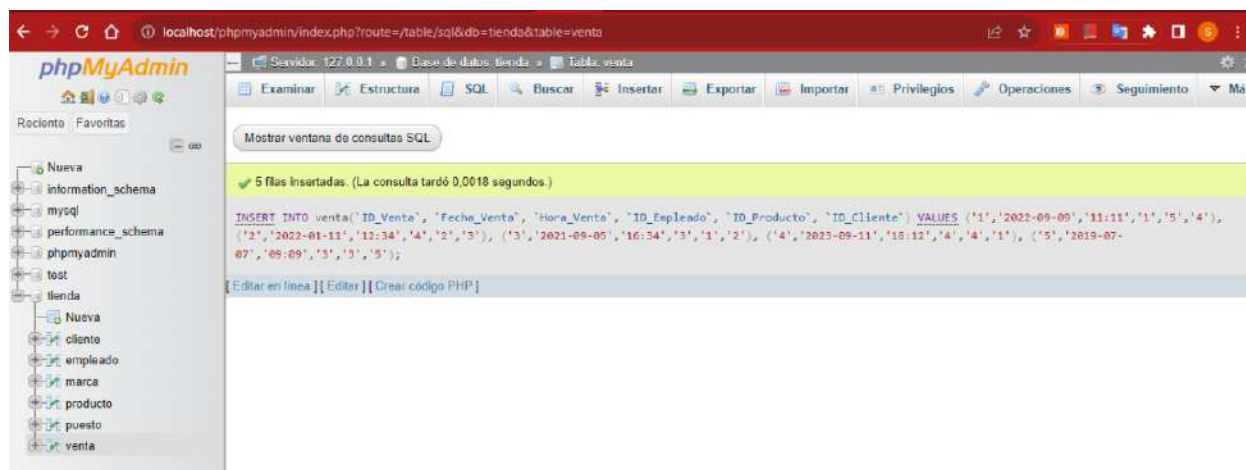 localhost/phpmyadmin/index.php?route=/table/sql&db=tienda&table=venta
phpMyAdmin
Reciente Favoritas
Nueva
information_schema
mysql
performance_schema
phpmyadmin
test
tienda
Nueva
cliente
empleado
marca
producto
puesto
venta
Servidor: 127.0.0.1 » Base de datos: tienda » Tabla: venta
Examinar Estructura SQL Buscar Insertar Exportar Importar Privilegios Operaciones Seguimiento Má
Mostrar ventana de consultas SQL
5 filas insertadas. (La consulta tardó 0,0018 segundos.)
INSERT INTO venta(`ID_Venta`, `Fecha_Venta`, `Hora_Venta`, `ID_Empleado`, `ID_Producto`, `ID_Cliente`) VALUES ('1','2022-09-09','11:11','1','5','4'),
('2','2022-01-11','12:34','4','2','3'), ('3','2021-09-05','16:34','3','1','2'), ('4','2023-09-11','18:12','4','4','1'), ('5','2019-07-
07','09:09','3','3','5');
[ Editar en línea ] [ Editar ] [ Crear código PHP ]